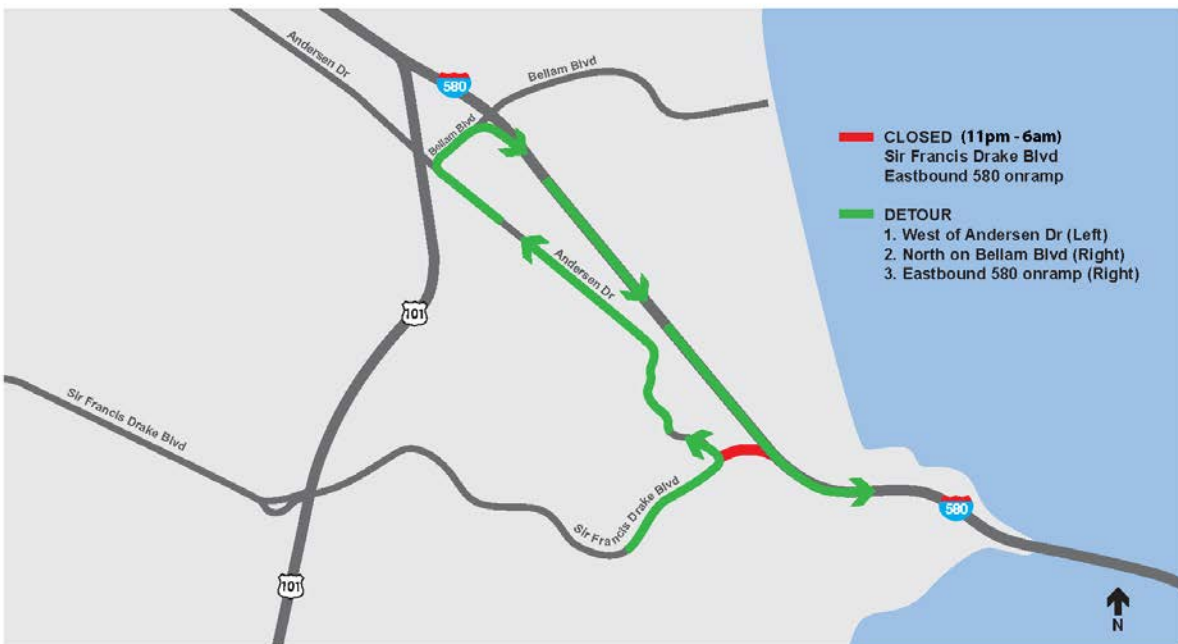 Andersen Dr
580
Bellam Blvd
Bellam Blvd
CLOSED (11pm - 6am)
Sir Francis Drake Blvd
Eastbound 580 onramp
DETOUR
1. West of Andersen Dr (Left)
2. North on Bellam Blvd (Right)
3. Eastbound 580 onramp (Right)
Andersen Dr
101
Sir Francis Drake Blvd
Sir Francis Drake Blvd
580
101
N